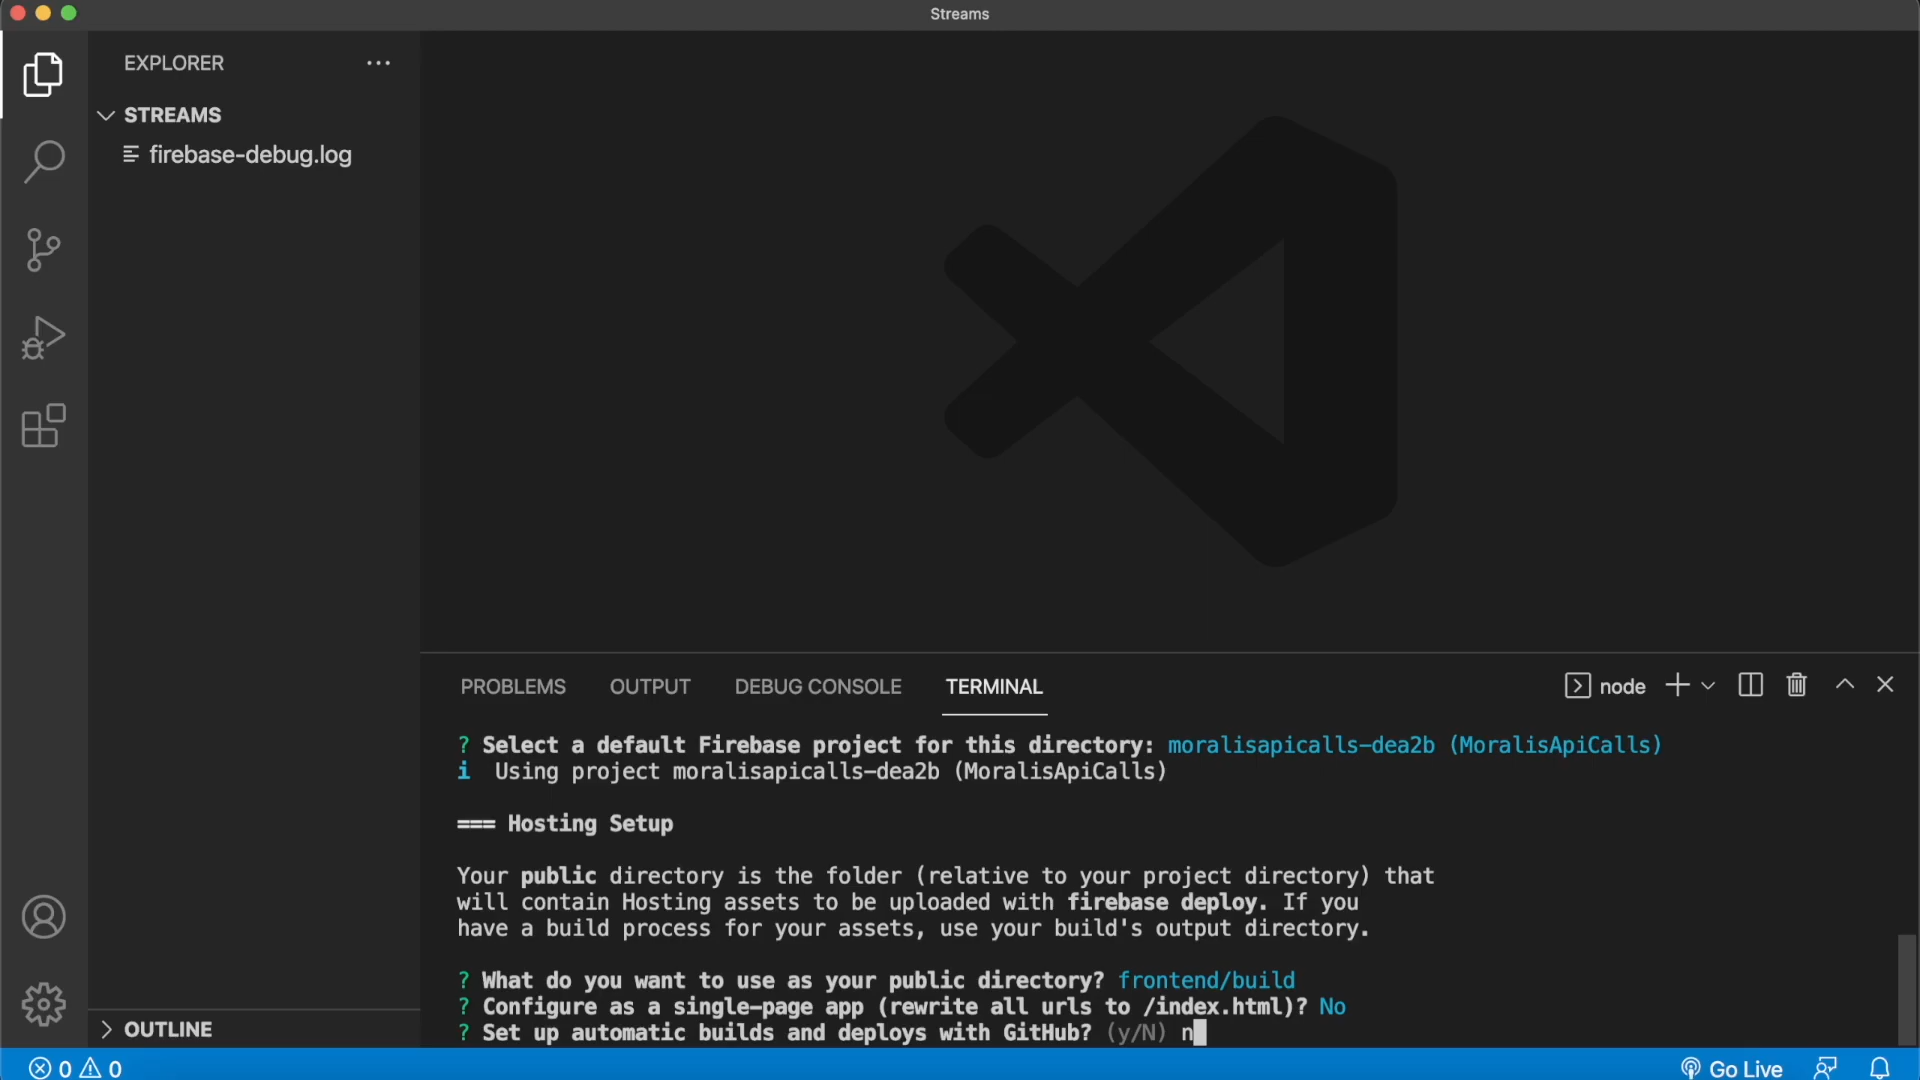 Streams
EXPLORER
STREAMS
firebase-debug.log
PROBLEMS OUTPUT DEBUG CONSOLE TERMINAL node
? Select a default Firebase project for this directory: moralisapicalls-dea2b (MoralisApiCalls)
i Using project moralisapicalls-dea2b (MoralisApiCalls)
=== Hosting Setup
Your public directory is the folder (relative to your project directory) that
will contain Hosting assets to be uploaded with firebase deploy. If you
have a build process for your assets, use your build's output directory.
? What do you want to use as your public directory? frontend/build
? Configure as a single-page app (rewrite all urls to /index.html)? No
? Set up automatic builds and deploys with GitHub? (y/N) n
OUTLINE
0 0 Go Live